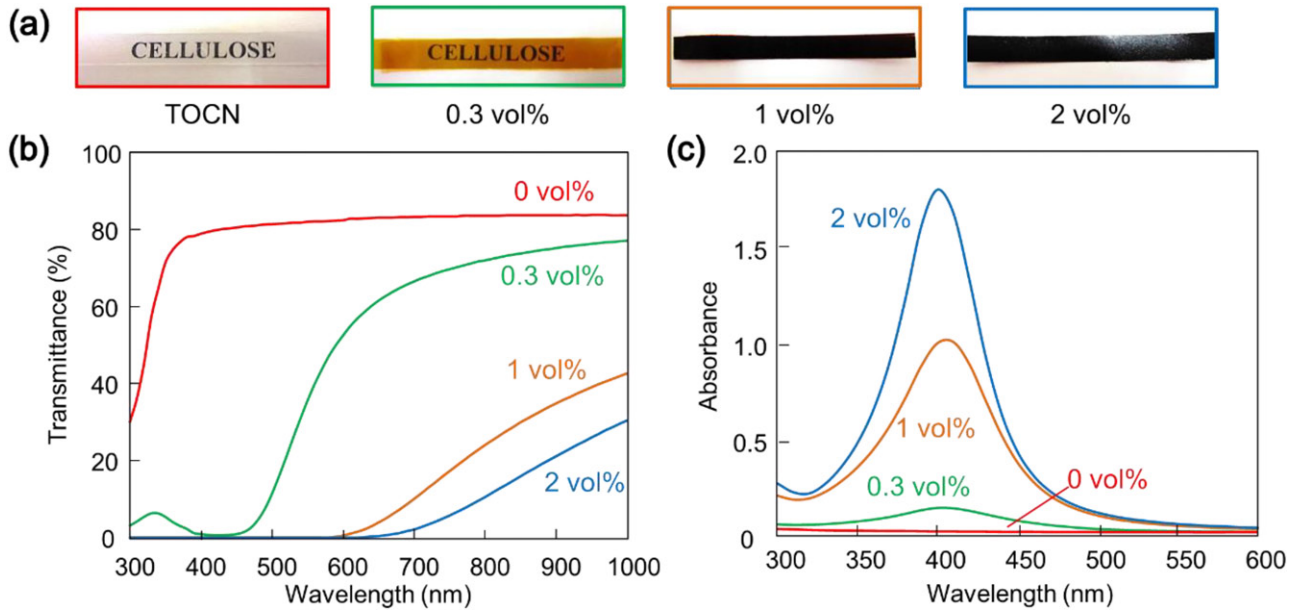 (a)
CELLULOSE
CELLULOSE
TOCN
0.3 vol%
1 vol%
2 vol%
(b)
100
80
60
40
20
0
Transmittance (%)
0 vol%
0.3 vol%
1 vol%
2 vol%
300
400
500
600
700
800
900
1000
Wavelength (nm)
(c)
2.0
1.5
1.0
0.5
0
Absorbance
2 vol%
1 vol%
0.3 vol%
0 vol%
300
350
400
450
500
550
600
Wavelength (nm)